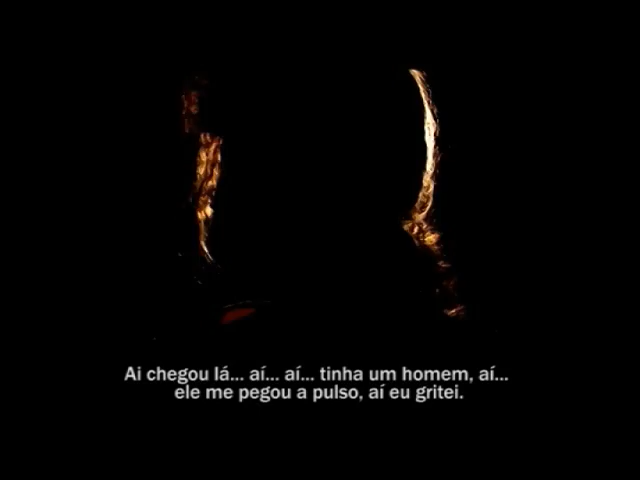 Ai chegou lá... aí... aí... tinha um homem, aí...
ele me pegou a pulso, aí eu gritei.